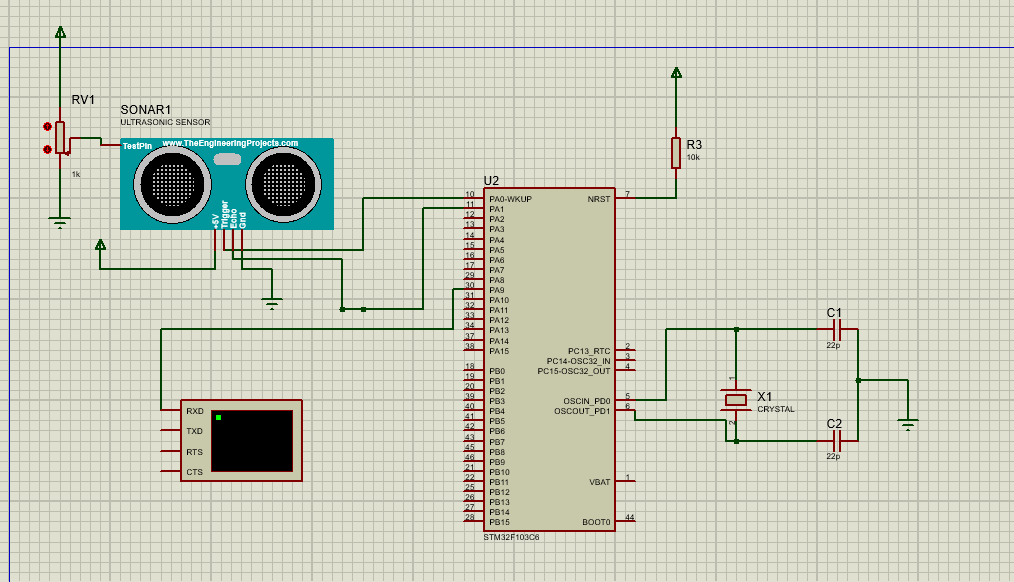 RV1
1k
SONAR1
ULTRASONIC SENSOR
TestPin
www.TheEngineeringProjects.com
+5V
Trigger
Echo
Gnd
R3
10k
U2
10 PA0-WKUP NRST 7
11 PA1
12 PA2
13 PA3
14 PA4
15 PA5
16 PA6
17 PA7
29 PA8
30 PA9
31 PA10
32 PA11
33 PA12
34 PA13
37 PA14
38 PA15
PC13_RTC 2
PC14-OSC32_IN 3
PC15-OSC32_OUT 4
18 PB0
19 PB1
20 PB2
39 PB3 OSCIN_PD0 5
40 PB4 OSCOUT_PD1 6
41 PB5
42 PB6
43 PB7
45 PB8
46 PB9
21 PB10
22 PB11 VBAT 1
25 PB12
26 PB13
27 PB14
28 PB15 BOOT0 44
STM32F103C6
C1
22p
1
X1
CRYSTAL
2
C2
22p
RXD
TXD
RTS
CTS